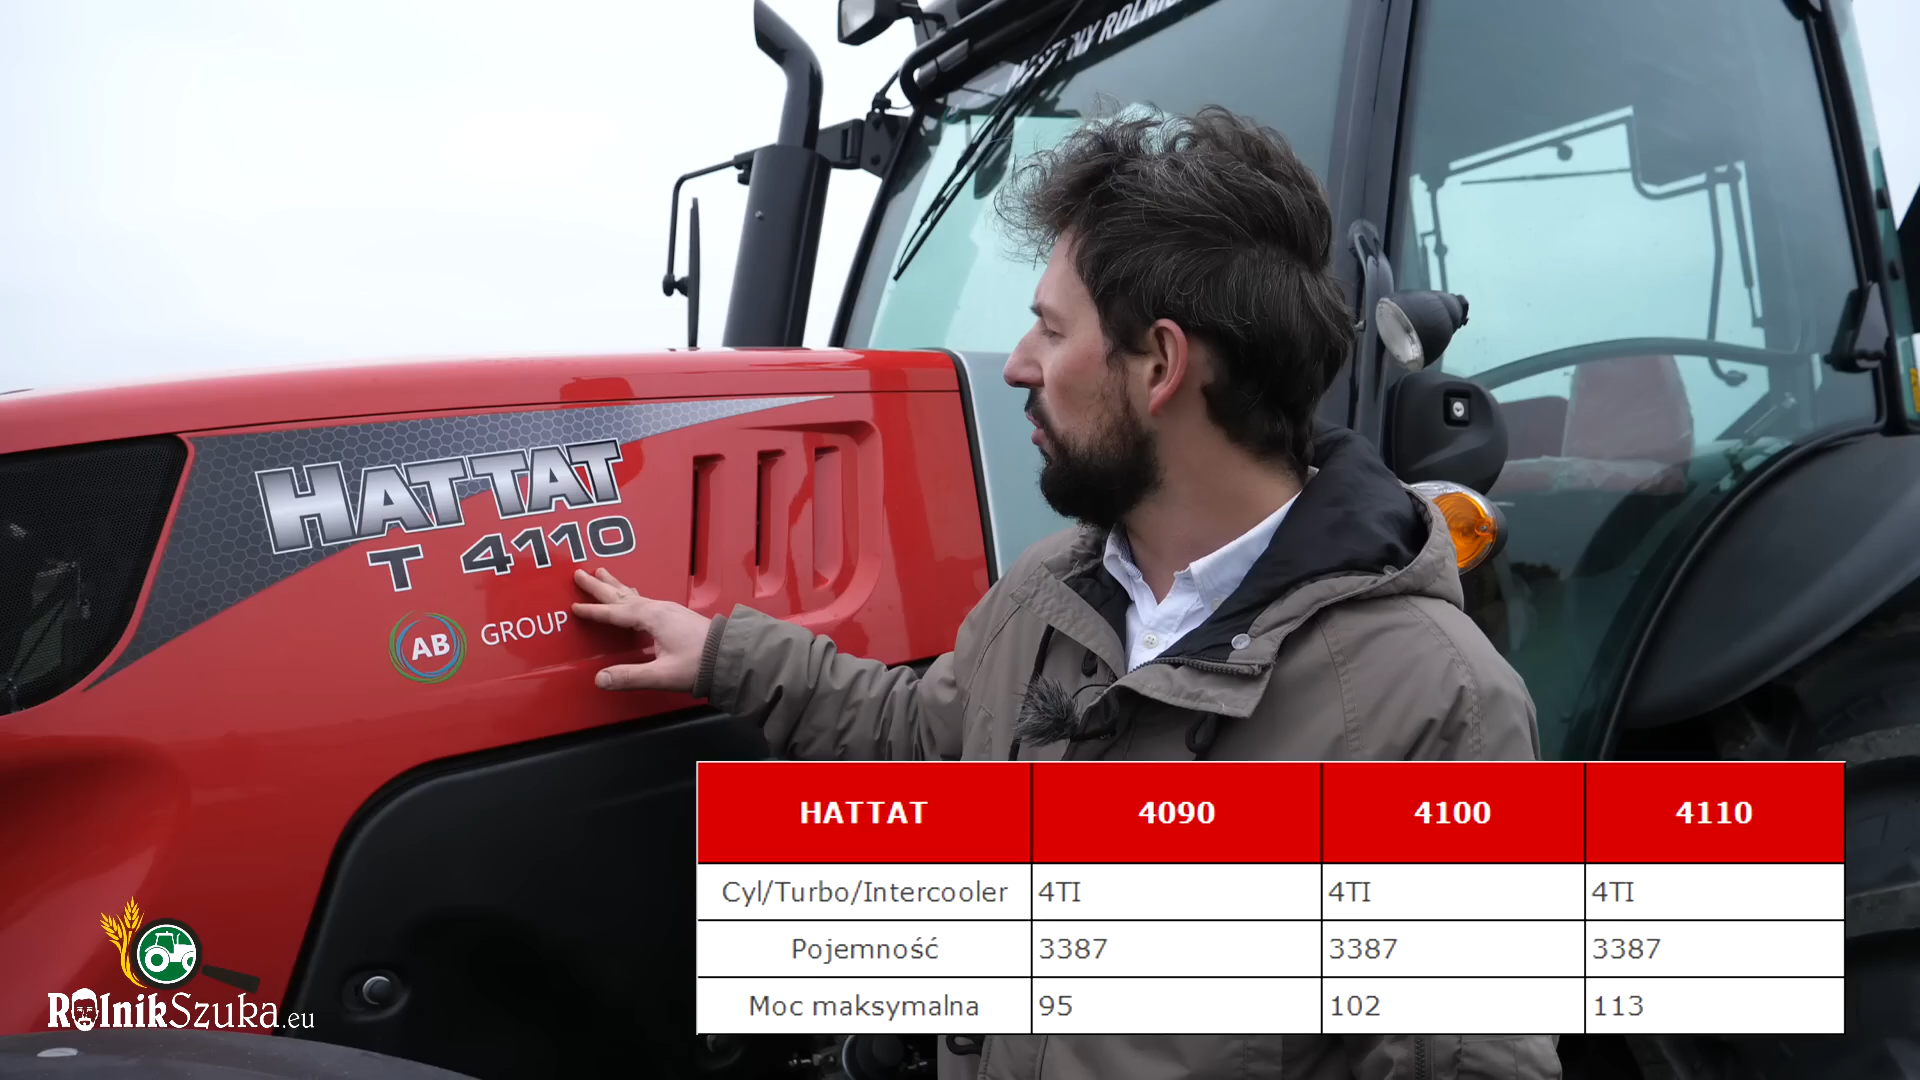 ROLNIC
HATTAT
T 4110
AB GROUP
HATTAT 4090 4100 4110
Cyl/Turbo/Intercooler 4TI 4TI 4TI
Pojemność 3387 3387 3387
Moc maksymalna 95 102 113
RolnikSzuka.eu